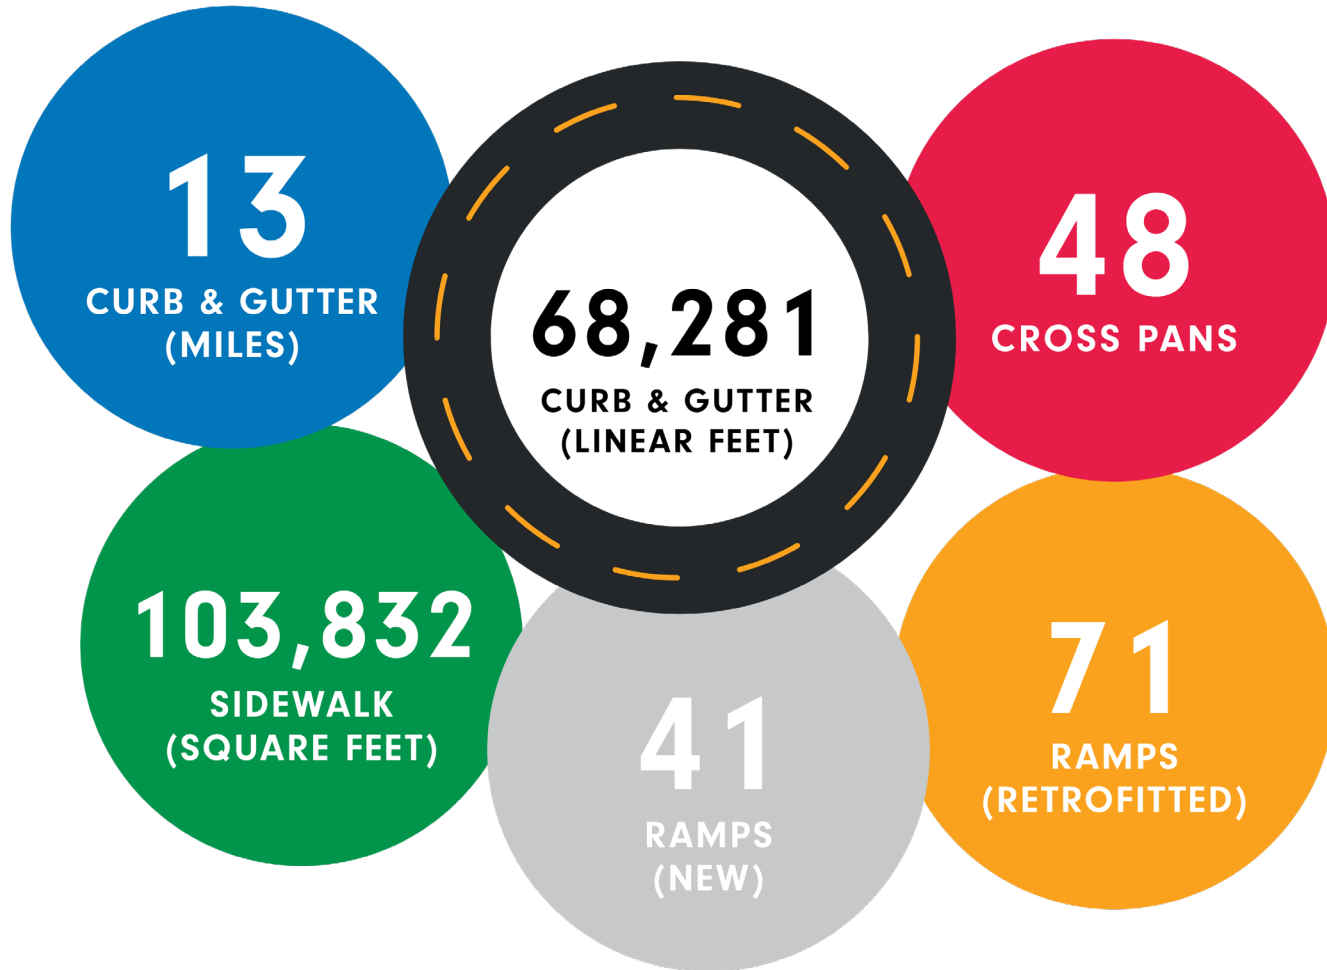 13
CURB & GUTTER
(MILES)
68,281
CURB & GUTTER
(LINEAR FEET)
48
CROSS PANS
103,832
SIDEWALK
(SQUARE FEET)
41
RAMPS
(NEW)
71
RAMPS
(RETROFITTED)